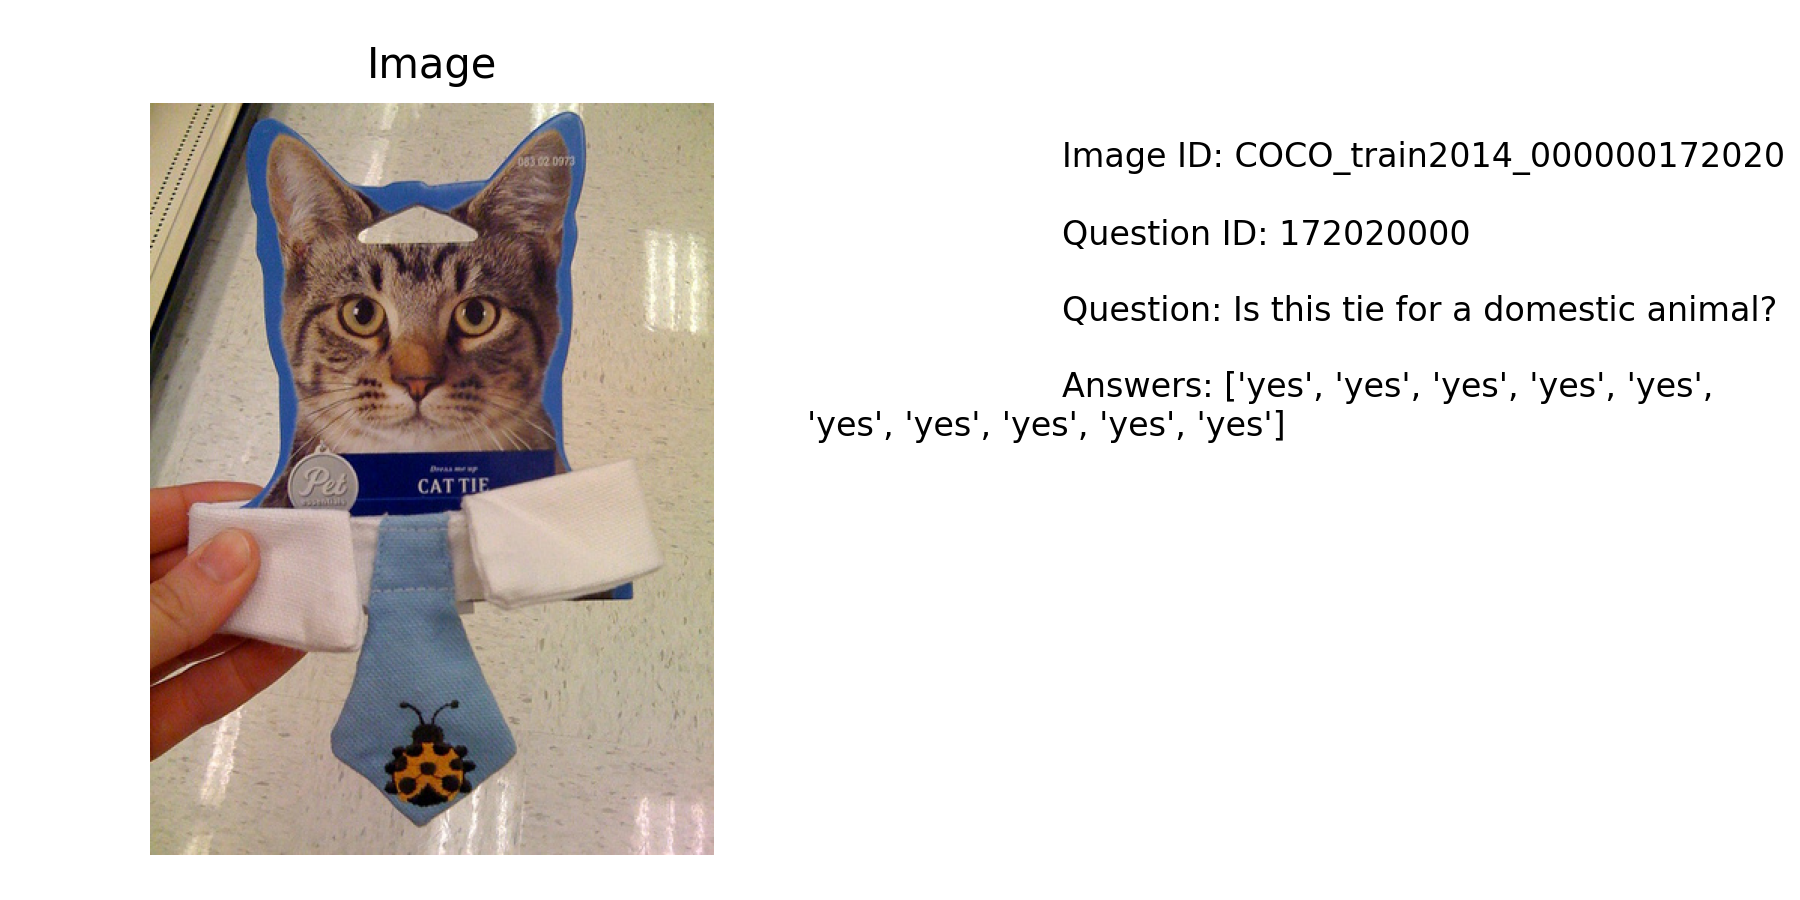 Image
083 02 0973
Pet
essentials
Dress me up
CAT TIE
Image ID: COCO_train2014_000000172020
Question ID: 172020000
Question: Is this tie for a domestic animal?
Answers: ['yes', 'yes', 'yes', 'yes', 'yes',
'yes', 'yes', 'yes', 'yes', 'yes']